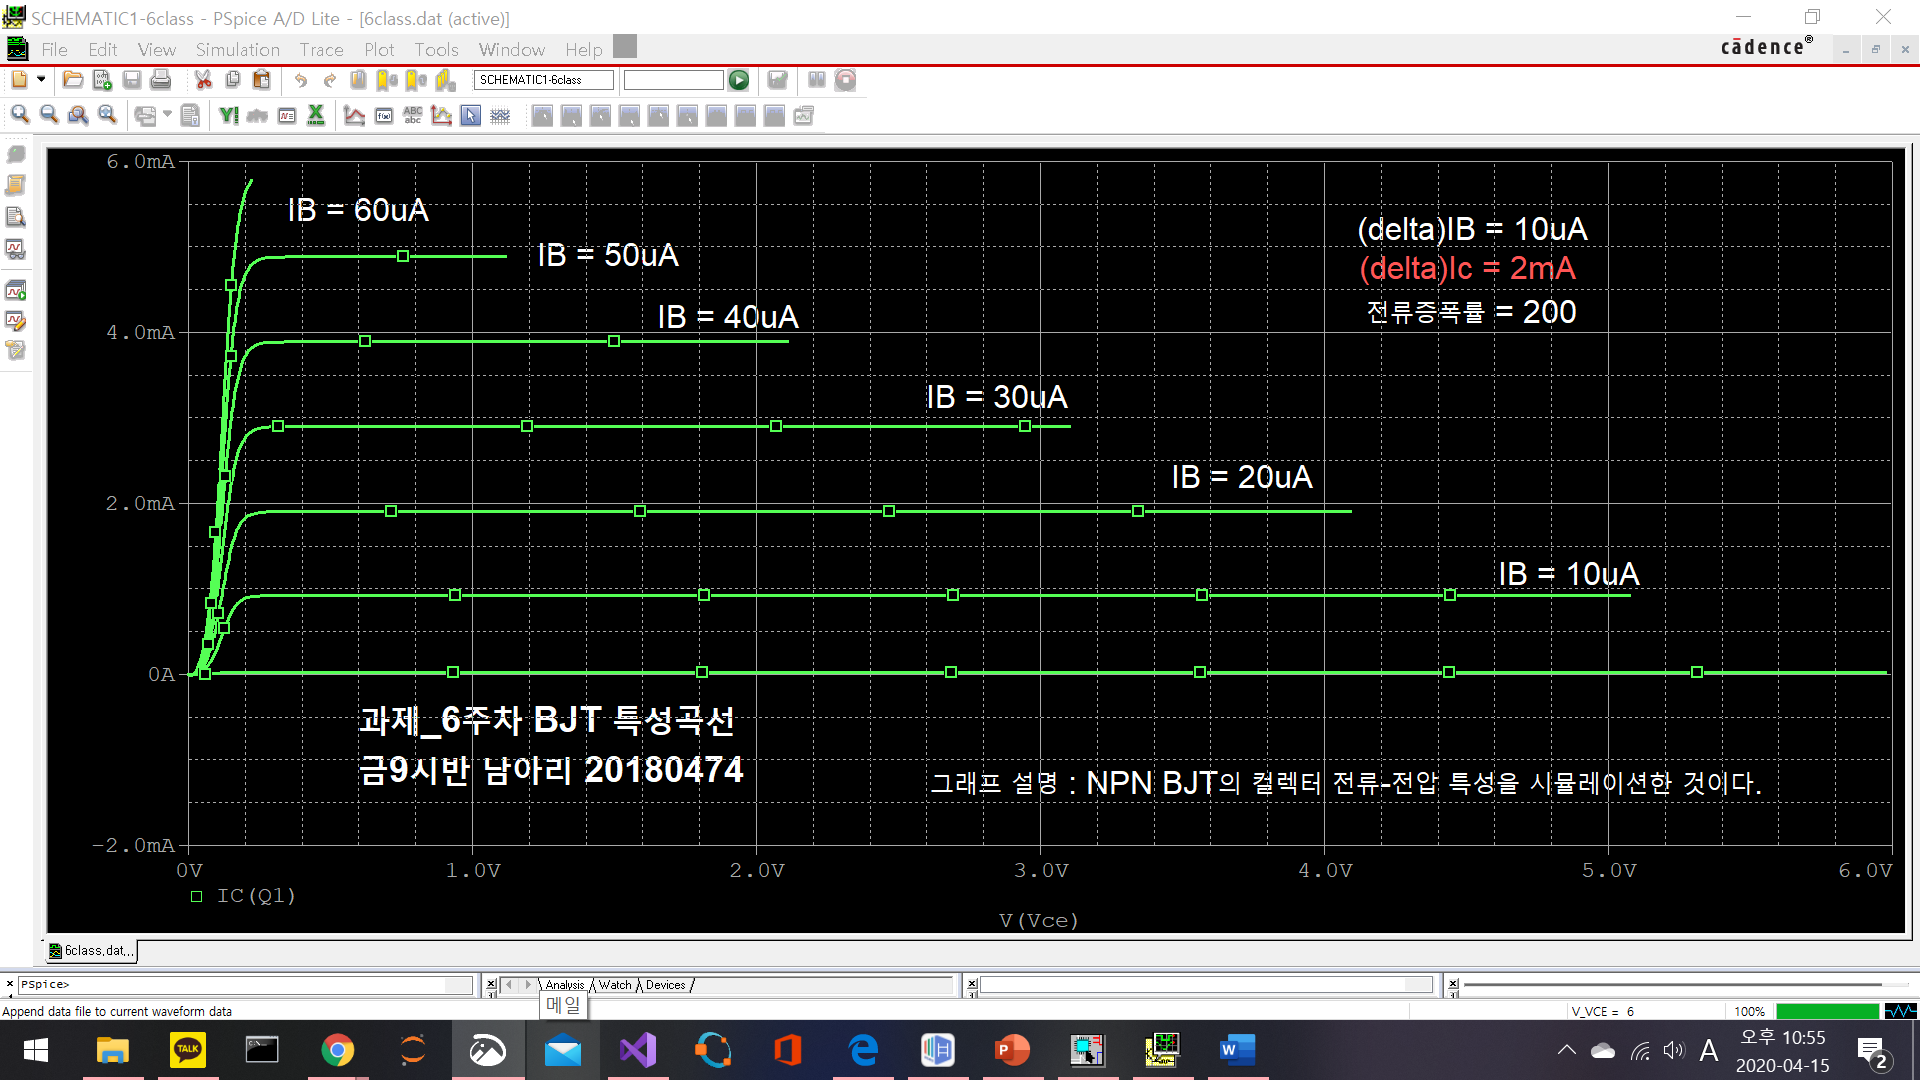 SCHEMATIC1-6class - PSpice A/D Lite - [6class.dat (active)]
File Edit View Simulation Trace Plot Tools Window Help
cādence®
SCHEMATIC1-6class
6.0mA
4.0mA
2.0mA
0A
-2.0mA
IB = 60uA
IB = 50uA
IB = 40uA
IB = 30uA
IB = 20uA
IB = 10uA
(delta)IB = 10uA
(delta)Ic = 2mA
전류증폭률 = 200
과제_6주차 BJT 특성곡선
금9시반 남아리 20180474
그래프 설명 : NPN BJT의 컬렉터 전류-전압 특성을 시뮬레이션한 것이다.
0V 1.0V 2.0V 3.0V 4.0V 5.0V 6.0V
IC(Q1)
V(Vce)
6class.dat...
PSpice>
Analysis Watch Devices
메일
Append data file to current waveform data
V_VCE = 6
100%
TALK
A
오후 10:55
2020-04-15
2